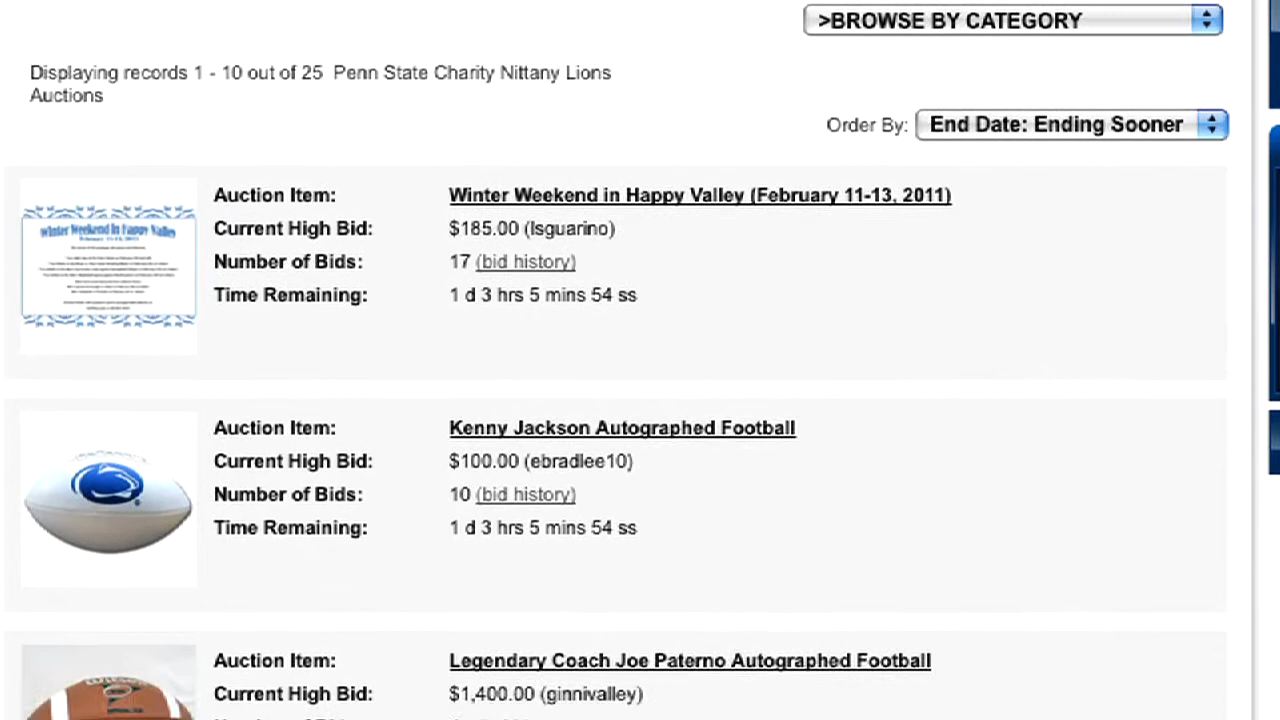 >BROWSE BY CATEGORY
Displaying records 1 - 10 out of 25 Penn State Charity Nittany Lions
Auctions
Order By: End Date: Ending Sooner
Winter Weekend in Happy Valley
Auction Item: Winter Weekend in Happy Valley (February 11-13, 2011)
Current High Bid: $185.00 (lsguarino)
Number of Bids: 17 (bid history)
Time Remaining: 1 d 3 hrs 5 mins 54 ss
Auction Item: Kenny Jackson Autographed Football
Current High Bid: $100.00 (ebradlee10)
Number of Bids: 10 (bid history)
Time Remaining: 1 d 3 hrs 5 mins 54 ss
Auction Item: Legendary Coach Joe Paterno Autographed Football
Current High Bid: $1,400.00 (ginnivalley)